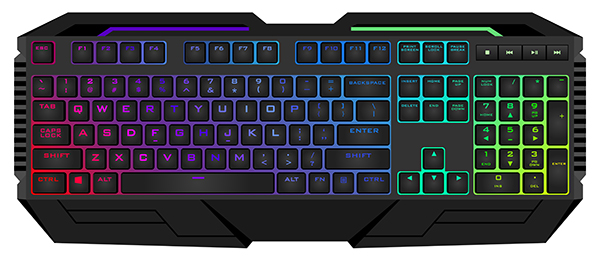 ESC F1 F2 F3 F4 F5 F6 F7 F8 F9 F10 F11 F12 PRINT SCREEN SCROLL LOCK PAUSE BREAK
1 2 3 4 5 6 7 8 9 0 BACKSPACE INSERT HOME PAGE UP NUM LOCK / * -
TAB Q W E R T Y U I O P [ ] \ DELETE END PAGE DOWN 7 HOME 8 9 +
CAPS LOCK A S D F G H J K L ENTER 4 5 6
SHIFT Z X C V B N M SHIFT 1 END 2 3 PG DN ENTER
CTRL ALT ALT FN CTRL 0 INS . DEL